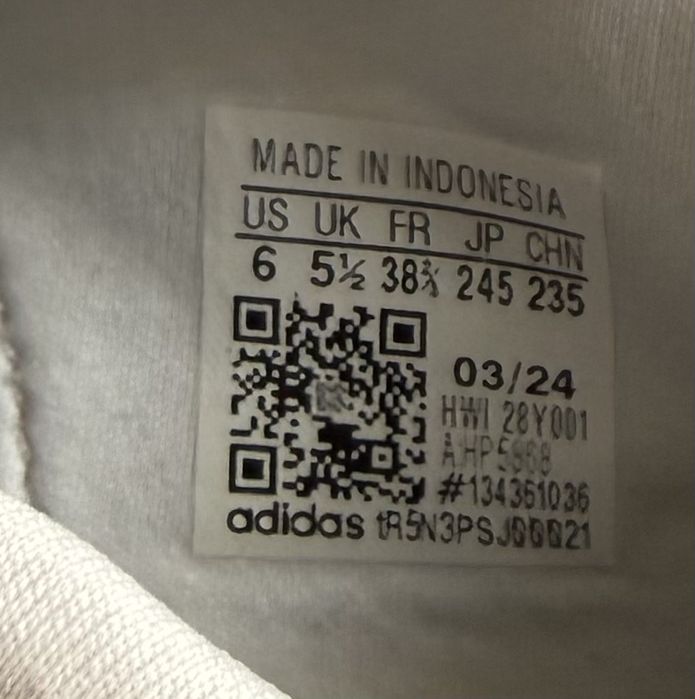 MADE IN INDONESIA
US UK FR JP CHN
6 5½ 38⅔ 245 235
03/24
HWI 28Y001
#134361036
adidas